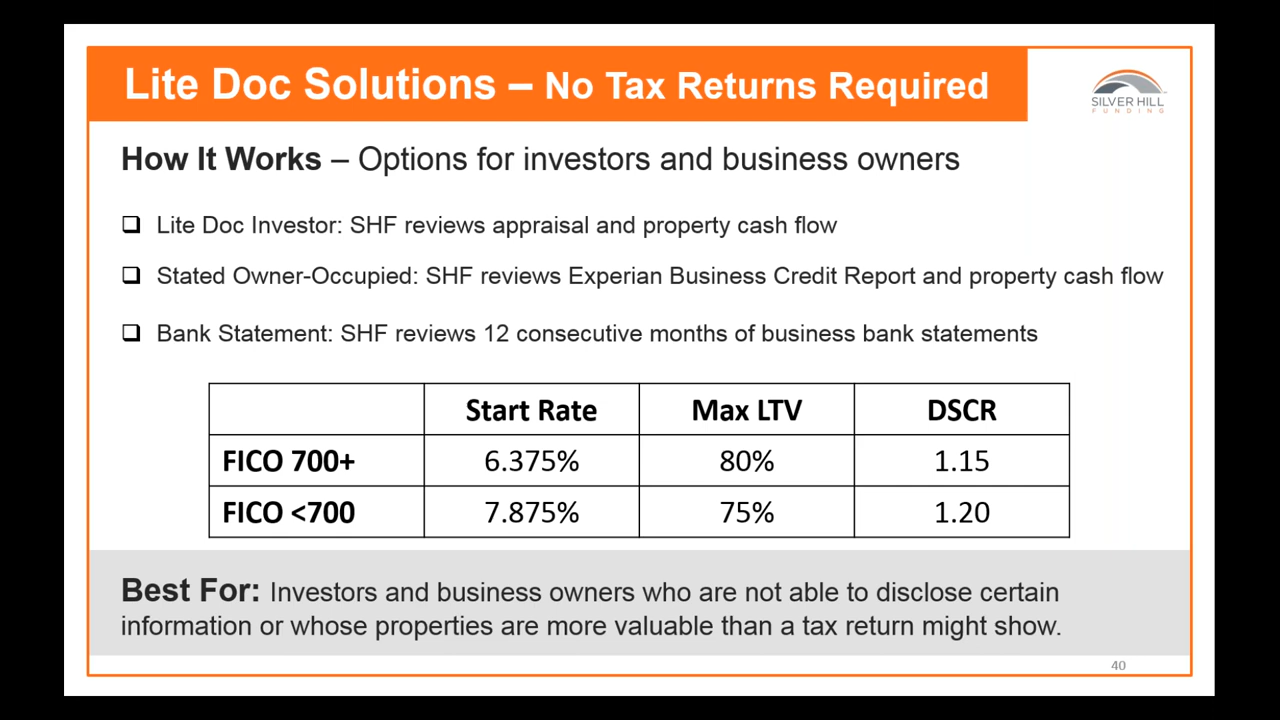 Lite Doc Solutions – No Tax Returns Required
SILVER HILL
FUNDING
How It Works – Options for investors and business owners
Lite Doc Investor: SHF reviews appraisal and property cash flow
Stated Owner-Occupied: SHF reviews Experian Business Credit Report and property cash flow
Bank Statement: SHF reviews 12 consecutive months of business bank statements
Start Rate Max LTV DSCR
FICO 700+ 6.375% 80% 1.15
FICO <700 7.875% 75% 1.20
Best For: Investors and business owners who are not able to disclose certain
information or whose properties are more valuable than a tax return might show.
40